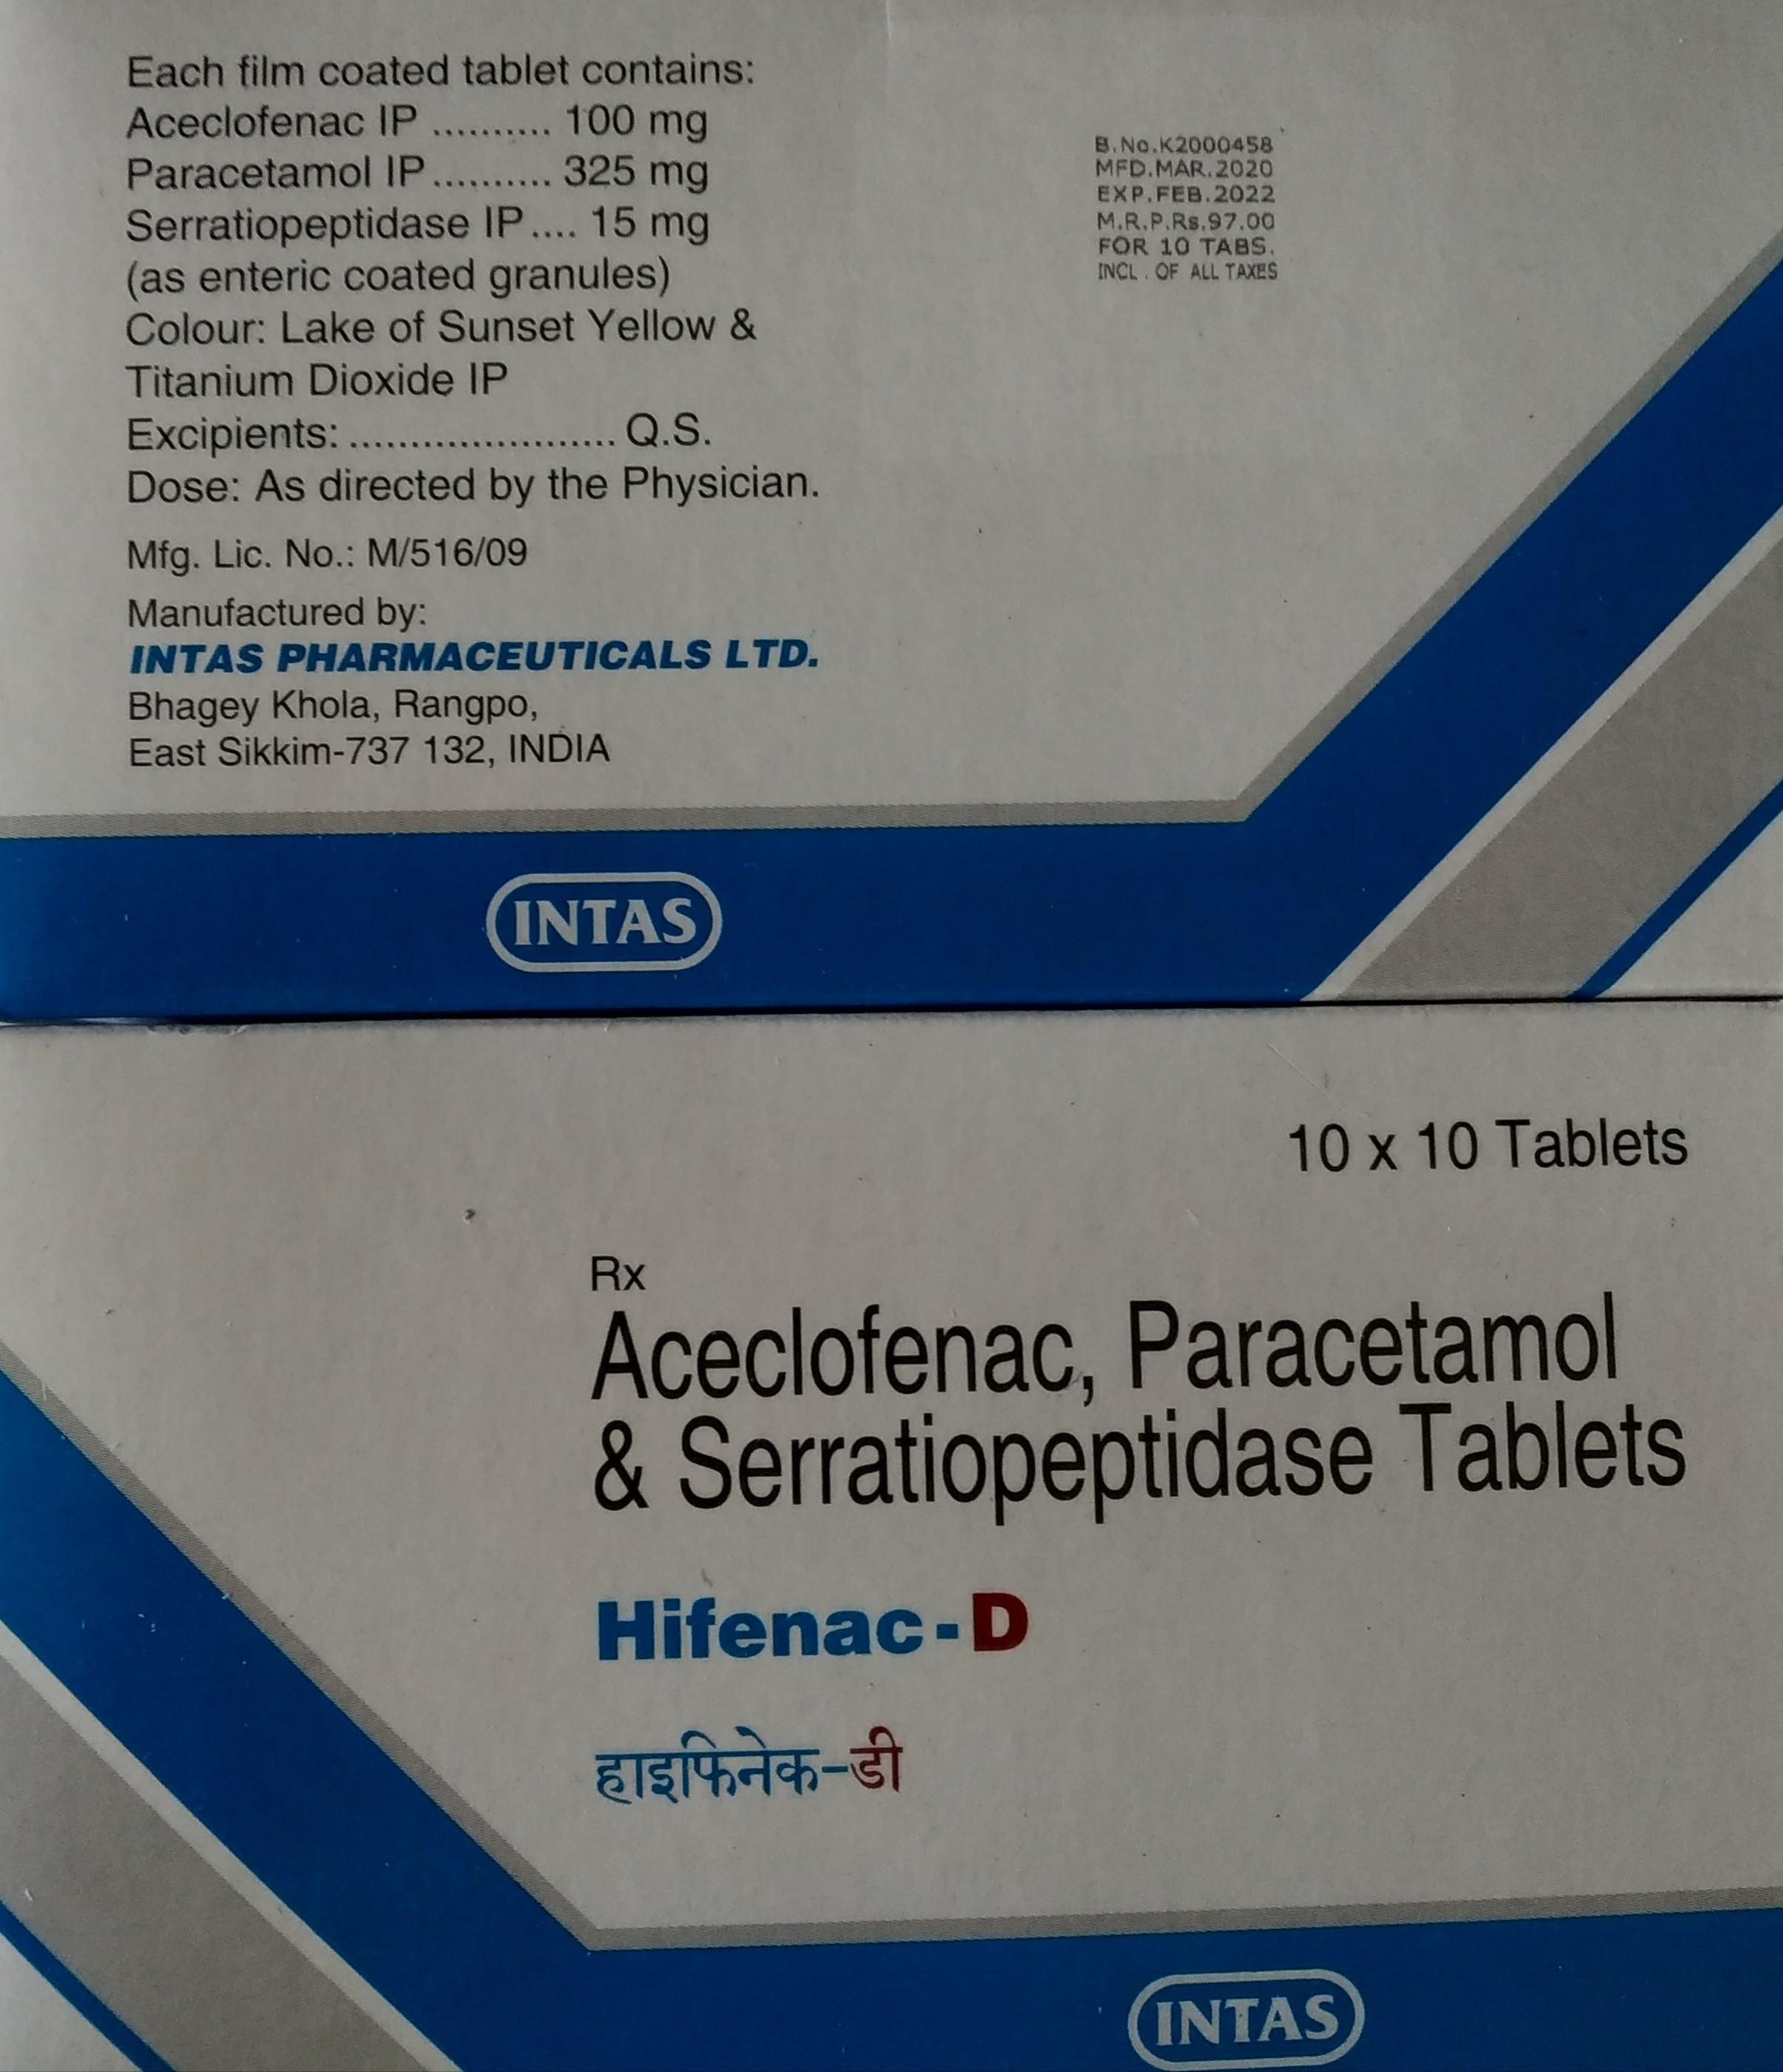 Each film coated tablet contains:
Aceclofenac IP .......... 100 mg
Paracetamol IP .......... 325 mg
Serratiopeptidase IP .... 15 mg
(as enteric coated granules)
Colour: Lake of Sunset Yellow &
Titanium Dioxide IP
Excipients: ...................... Q.S.
Dose: As directed by the Physician.
Mfg. Lic. No.: M/516/09
Manufactured by:
INTAS PHARMACEUTICALS LTD.
Bhagey Khola, Rangpo,
East Sikkim-737 132, INDIA
B.No.K2000458
MFD.MAR.2020
EXP.FEB.2022
M.R.P.Rs.97.00
FOR 10 TABS.
INCL. OF ALL TAXES
INTAS
10 x 10 Tablets
Rx
Aceclofenac, Paracetamol
& Serratiopeptidase Tablets
Hifenac-D
हाइफिनेक-डी
INTAS